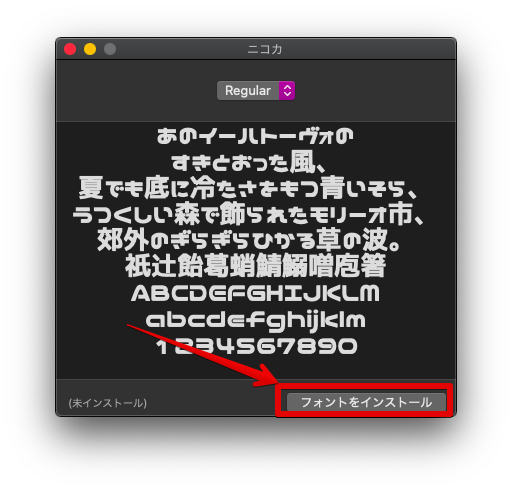 ニコカ
Regular
あのイーハトーヴォの
すきとおった風、
夏でも底に冷たさをもつ青いそら、
うつくしい森で飾られたモリーオ市、
郊外のぎらぎらひかる草の波。
祇辻飴葛蛸鯖鰯噌庖箸
ABCDEFGHIJKLM
abcdefghijklm
1234567890
(未インストール)
フォントをインストール